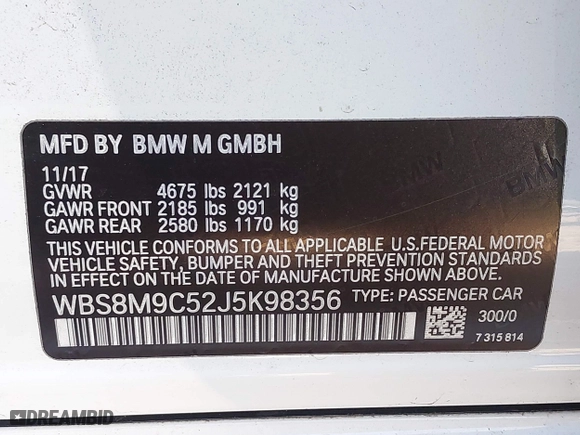 MFD BY BMW M GMBH
11/17
GVWR 4675 lbs 2121 kg
GAWR FRONT 2185 lbs 991 kg
GAWR REAR 2580 lbs 1170 kg
THIS VEHICLE CONFORMS TO ALL APPLICABLE U.S.FEDERAL MOTOR
VEHICLE SAFETY, BUMPER AND THEFT PREVENTION STANDARDS
IN EFFECT ON THE DATE OF MANUFACTURE SHOWN ABOVE.
WBS8M9C52J5K98356 TYPE: PASSENGER CAR
300/0
7 315 814
BMW
BMW
DREAMBID